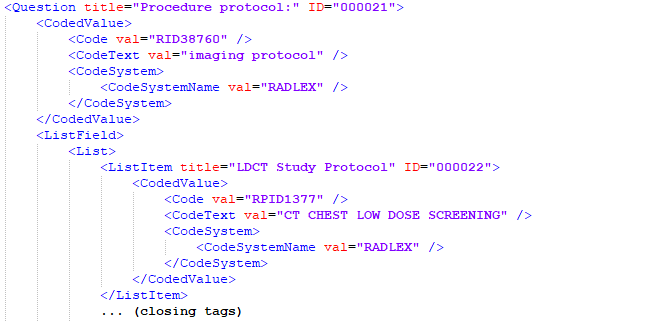 <Question title="Procedure protocol:" ID="000021">
<CodedValue>
<Code val="RID38760" />
<CodeText val="imaging protocol" />
<CodeSystem>
<CodeSystemName val="RADLEX" />
</CodeSystem>
</CodedValue>
<ListField>
<List>
<ListItem title="LDCT Study Protocol" ID="000022">
<CodedValue>
<Code val="RPID1377" />
<CodeText val="CT CHEST LOW DOSE SCREENING" />
<CodeSystem>
<CodeSystemName val="RADLEX" />
</CodeSystem>
</CodedValue>
</ListItem>
... (closing tags)